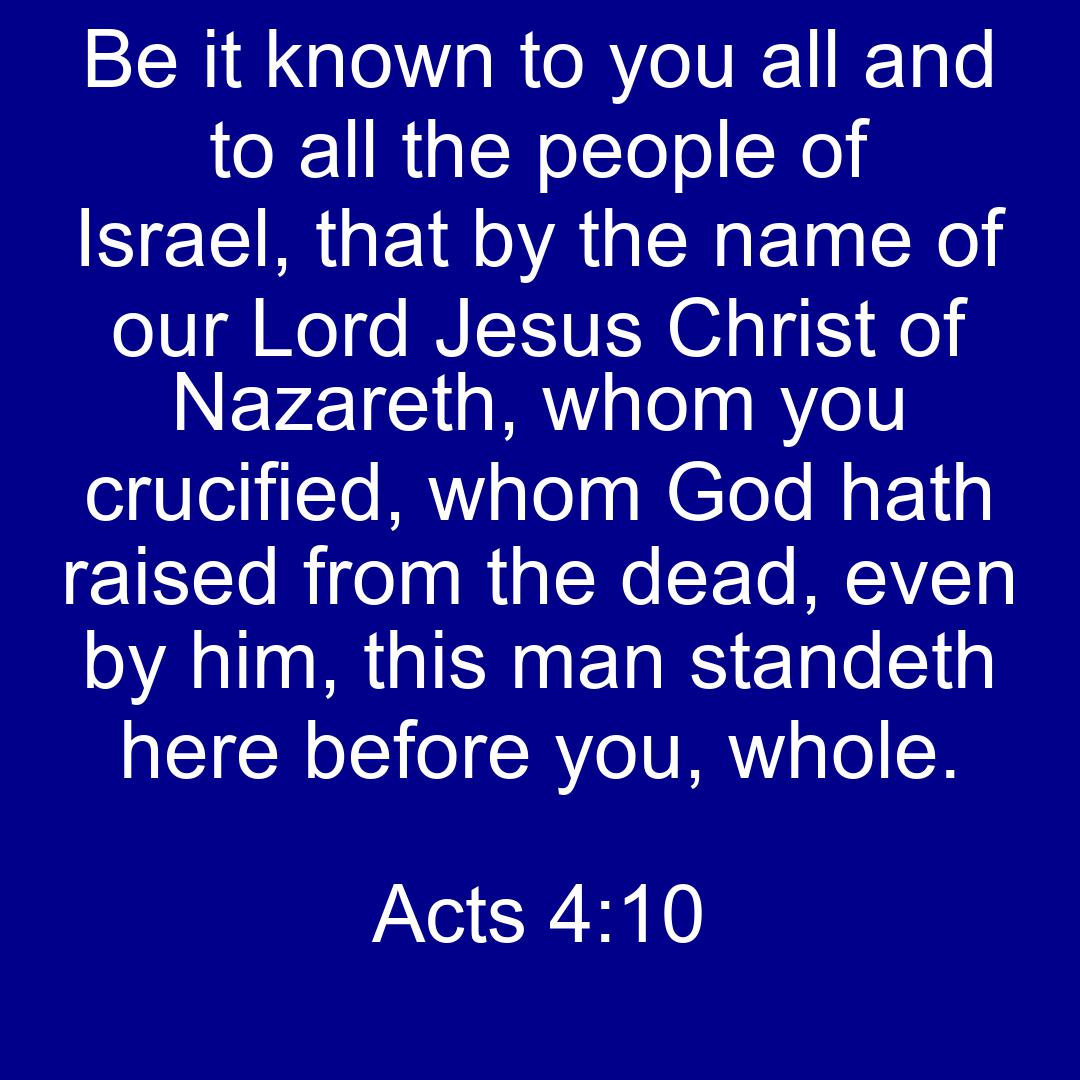 Be it known to you all and
to all the people of
Israel, that by the name of
our Lord Jesus Christ of
Nazareth, whom you
crucified, whom God hath
raised from the dead, even
by him, this man standeth
here before you, whole.
Acts 4:10